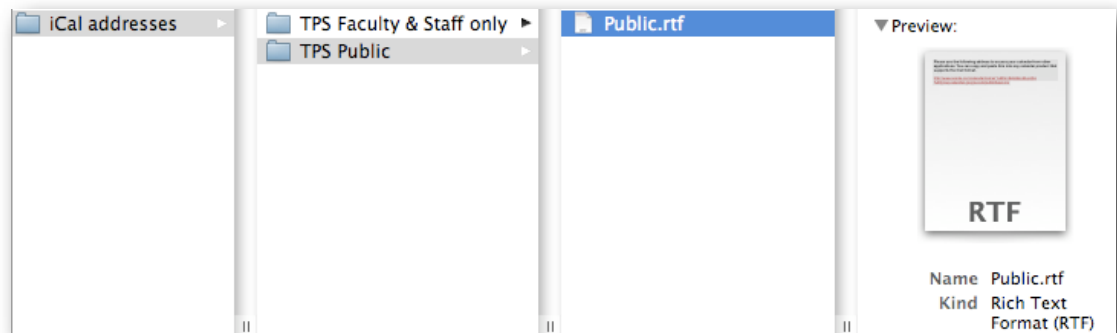 iCal addresses
TPS Faculty & Staff only
TPS Public
Public.rtf
Preview:
RTF
Name Public.rtf
Kind Rich Text
Format (RTF)